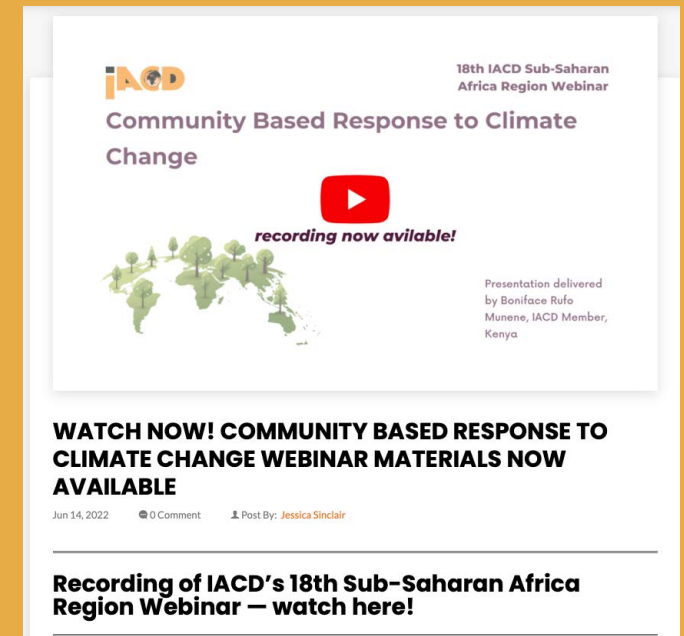 iACD
18th IACD Sub-Saharan
Africa Region Webinar
Community Based Response to Climate
Change
recording now avilable!
Presentation delivered
by Boniface Rufo
Munene, IACD Member,
Kenya
WATCH NOW! COMMUNITY BASED RESPONSE TO
CLIMATE CHANGE WEBINAR MATERIALS NOW
AVAILABLE
Jun 14, 2022 0 Comment Post By: Jessica Sinclair
Recording of IACD's 18th Sub-Saharan Africa
Region Webinar — watch here!